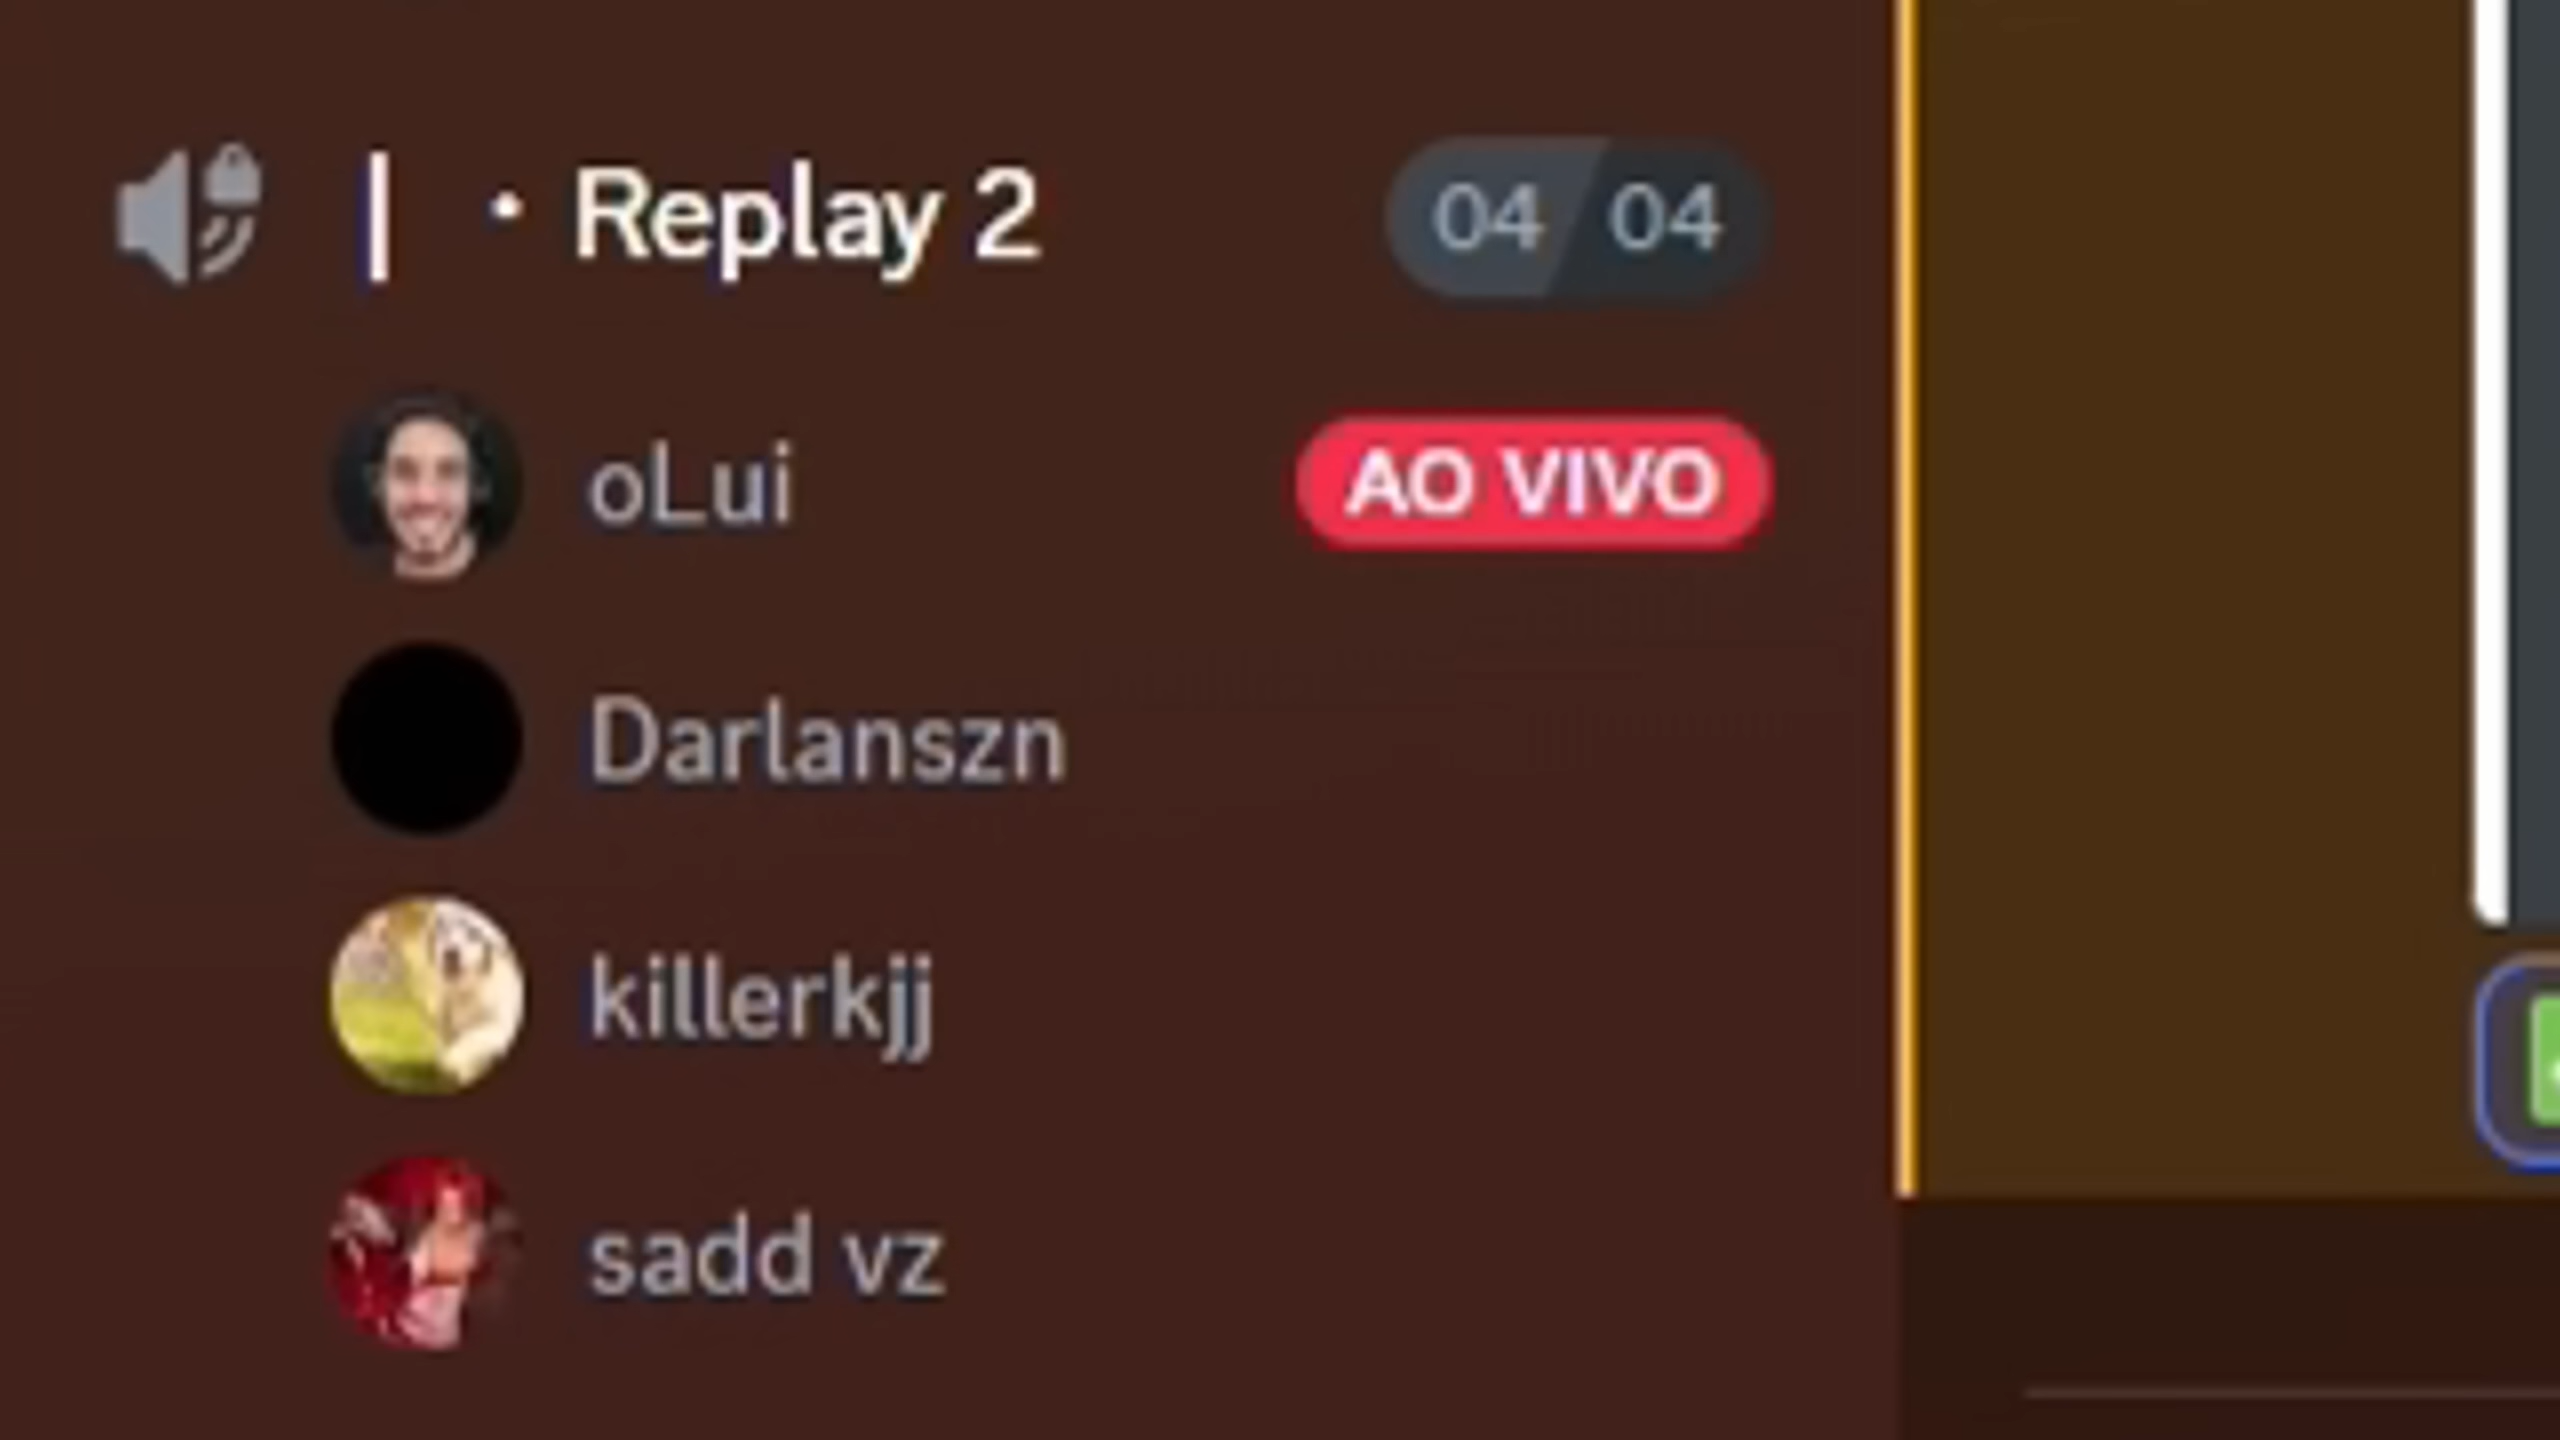 | • Replay 2 04 04
oLui AO VIVO
Darlanszn
killerkjj
sadd vz